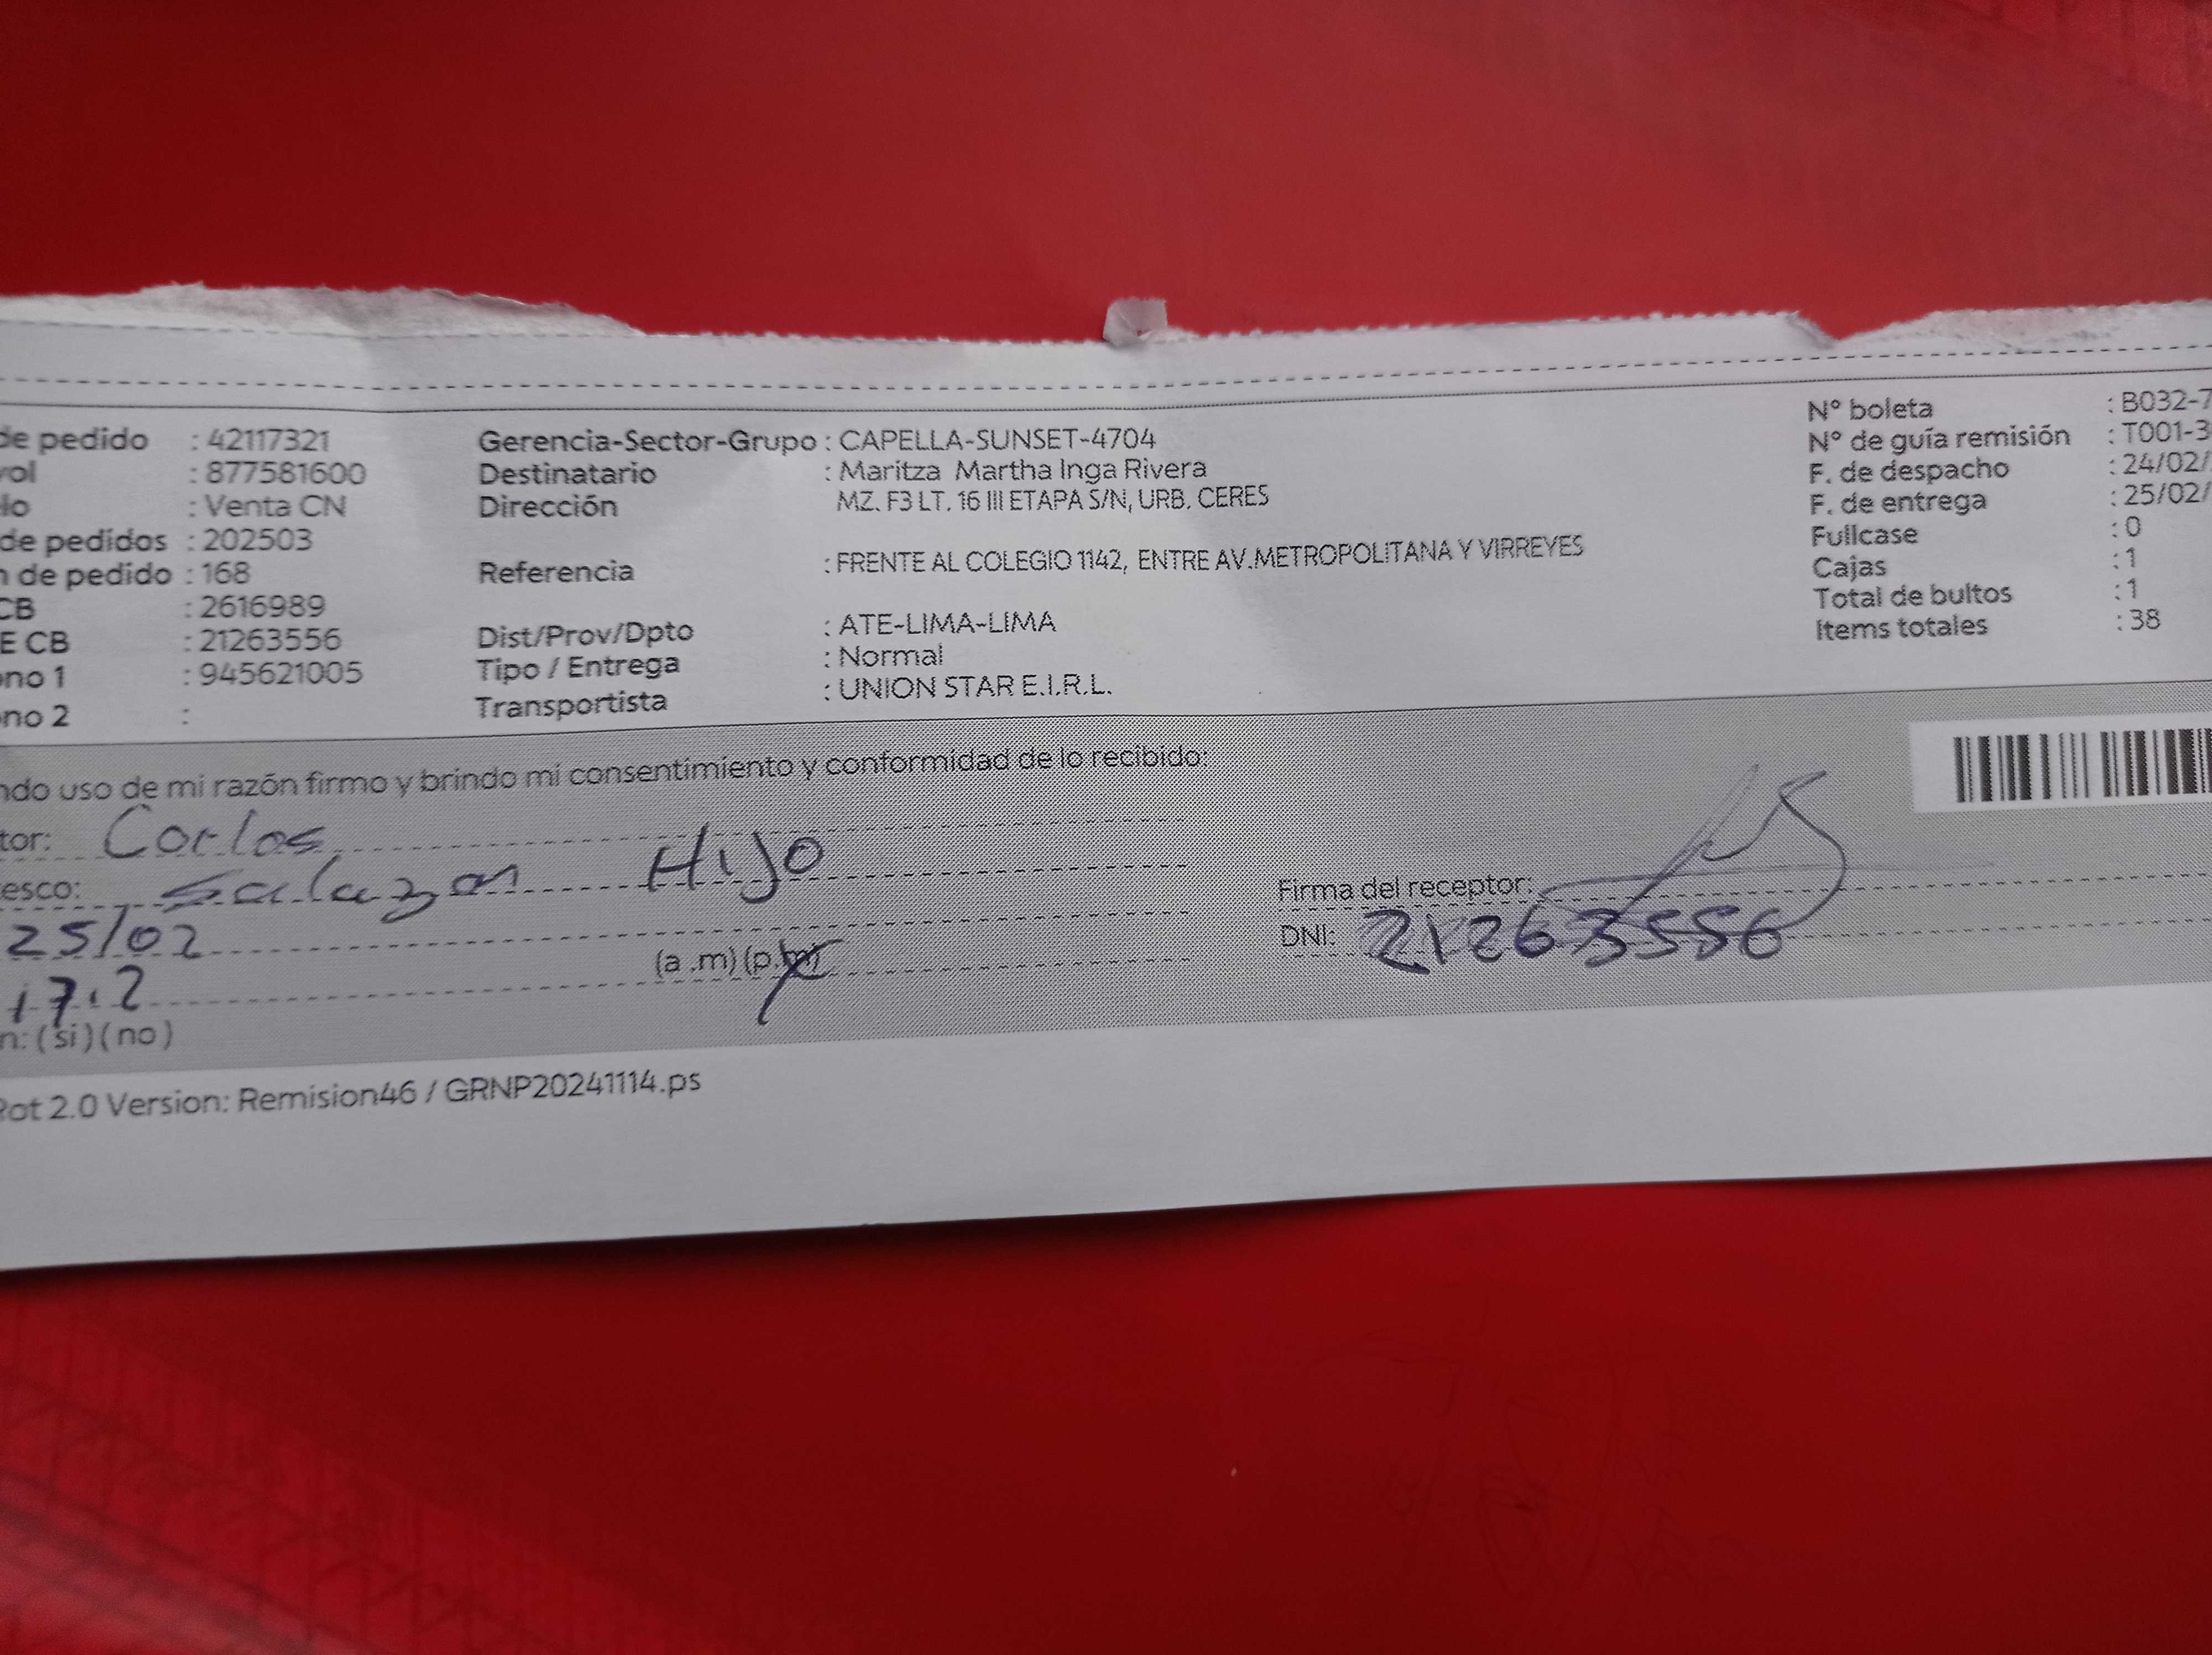 de pedido : 42117321
vol : 877581600
lo : Venta CN
de pedidos : 202503
n de pedido : 168
CB : 2616989
E CB : 21263556
ono 1 : 945621005
ono 2 :
Gerencia-Sector-Grupo : CAPELLA-SUNSET-4704
Destinatario : Maritza Martha Inga Rivera
Dirección MZ. F3 LT. 16 III ETAPA S/N, URB. CERES
Referencia : FRENTE AL COLEGIO 1142, ENTRE AV.METROPOLITANA Y VIRREYES
Dist/Prov/Dpto : ATE-LIMA-LIMA
Tipo / Entrega : Normal
Transportista : UNION STAR E.I.R.L.
N° boleta : B032-7
N° de guía remisión : T001-3
F. de despacho : 24/02/
F. de entrega : 25/02/
Fullcase : 0
Cajas : 1
Total de bultos : 1
Items totales : 38
ndo uso de mi razón firmo y brindo mi consentimiento y conformidad de lo recibido:
tor: Carlos
esco: Salazar Hijo
25/02
17:2 (a .m) (p.m)
n: (si) (no)
Firma del receptor:
DNI: 21263556
Rot 2.0 Version: Remision46 / GRNP20241114.ps